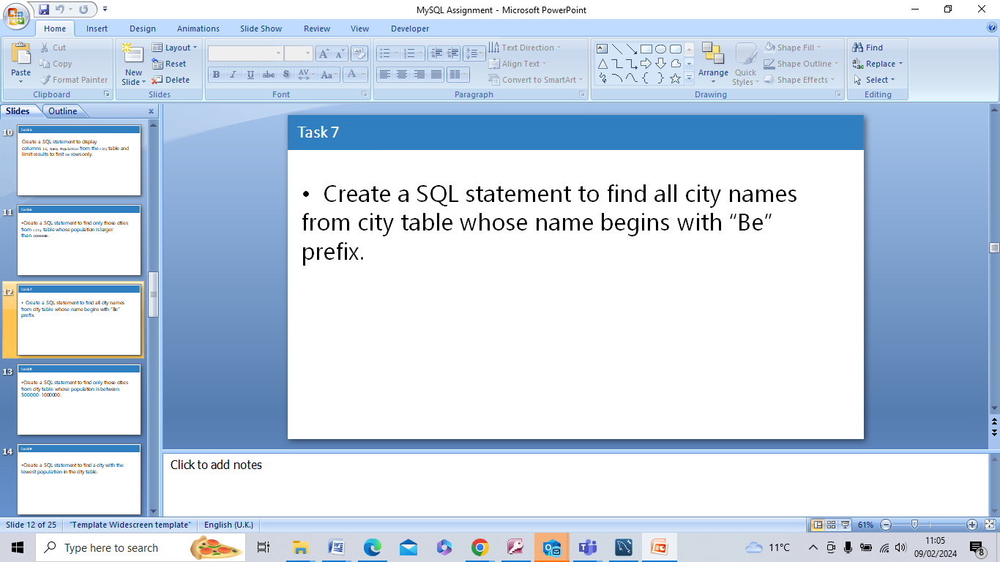 MySQL Assignment - Microsoft PowerPoint
Home Insert Design Animations Slide Show Review View Developer
Paste
Cut
Copy
Format Painter
Clipboard
New Slide
Layout
Reset
Delete
Slides
B I U abc S AV Aa A
Font
Text Direction
Align Text
Convert to SmartArt
Paragraph
Arrange
Quick Styles
Shape Fill
Shape Outline
Shape Effects
Drawing
Find
Replace
Select
Editing
Slides Outline x
10
Create a SQL statement to display
columns id, Name, Population from the city table and
limit results to first 10 rows only.
11
•Create a SQL statement to find only those cities
from city table whose population is larger
than 2000000.
12
Task 7
• Create a SQL statement to find all city names
from city table whose name begins with “Be”
prefix.
13
•Create a SQL statement to find only those cities
from city table whose population is between
500000- 1000000.
14
•Create a SQL statement to find a city with the
lowest population in the city table.
Task 7
• Create a SQL statement to find all city names
from city table whose name begins with “Be”
prefix.
Click to add notes
Slide 12 of 25 "Template Widescreen template" English (U.K.) 61%
Type here to search
11°C
11:05
09/02/2024
8